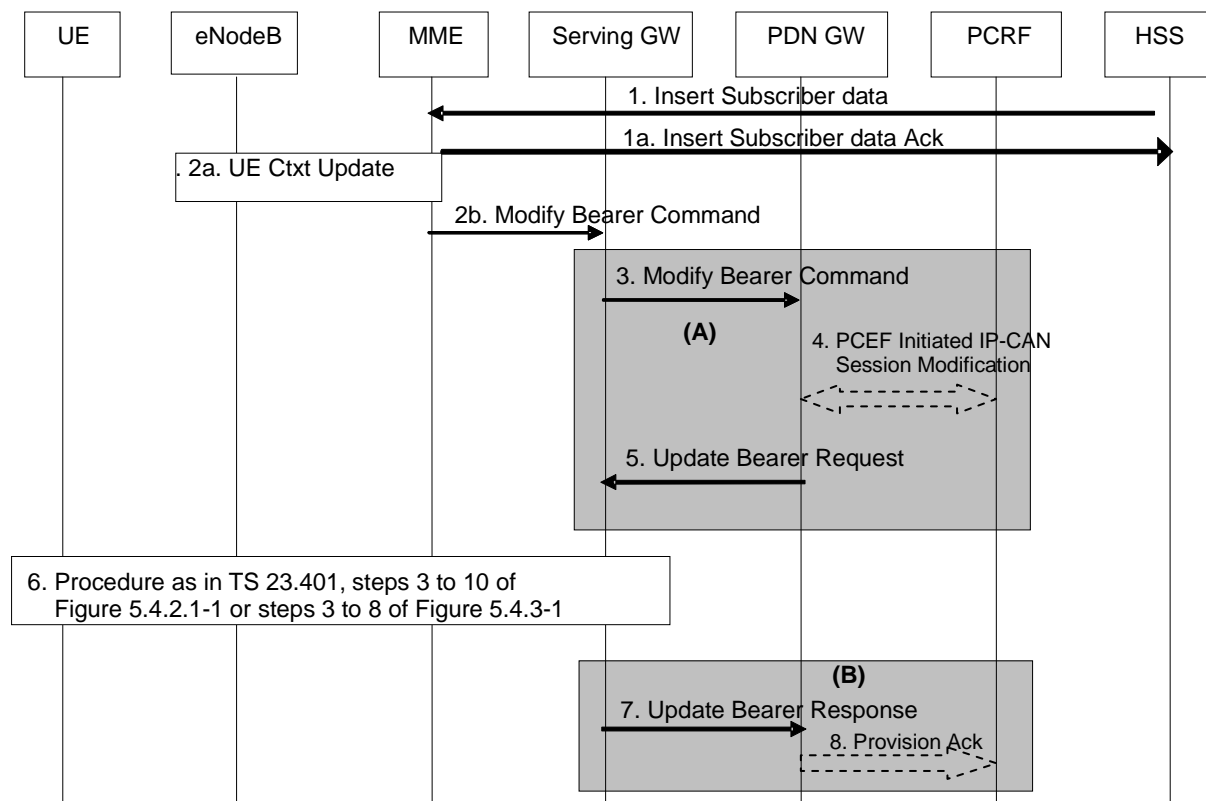 UE
eNodeB
MME
Serving GW
PDN GW
PCRF
HSS
1. Insert Subscriber data
1a. Insert Subscriber data Ack
. 2a. UE Ctxt Update
2b. Modify Bearer Command
3. Modify Bearer Command
(A)
4. PCEF Initiated IP-CAN
Session Modification
5. Update Bearer Request
6. Procedure as in TS 23.401, steps 3 to 10 of
Figure 5.4.2.1-1 or steps 3 to 8 of Figure 5.4.3-1
(B)
7. Update Bearer Response
8. Provision Ack